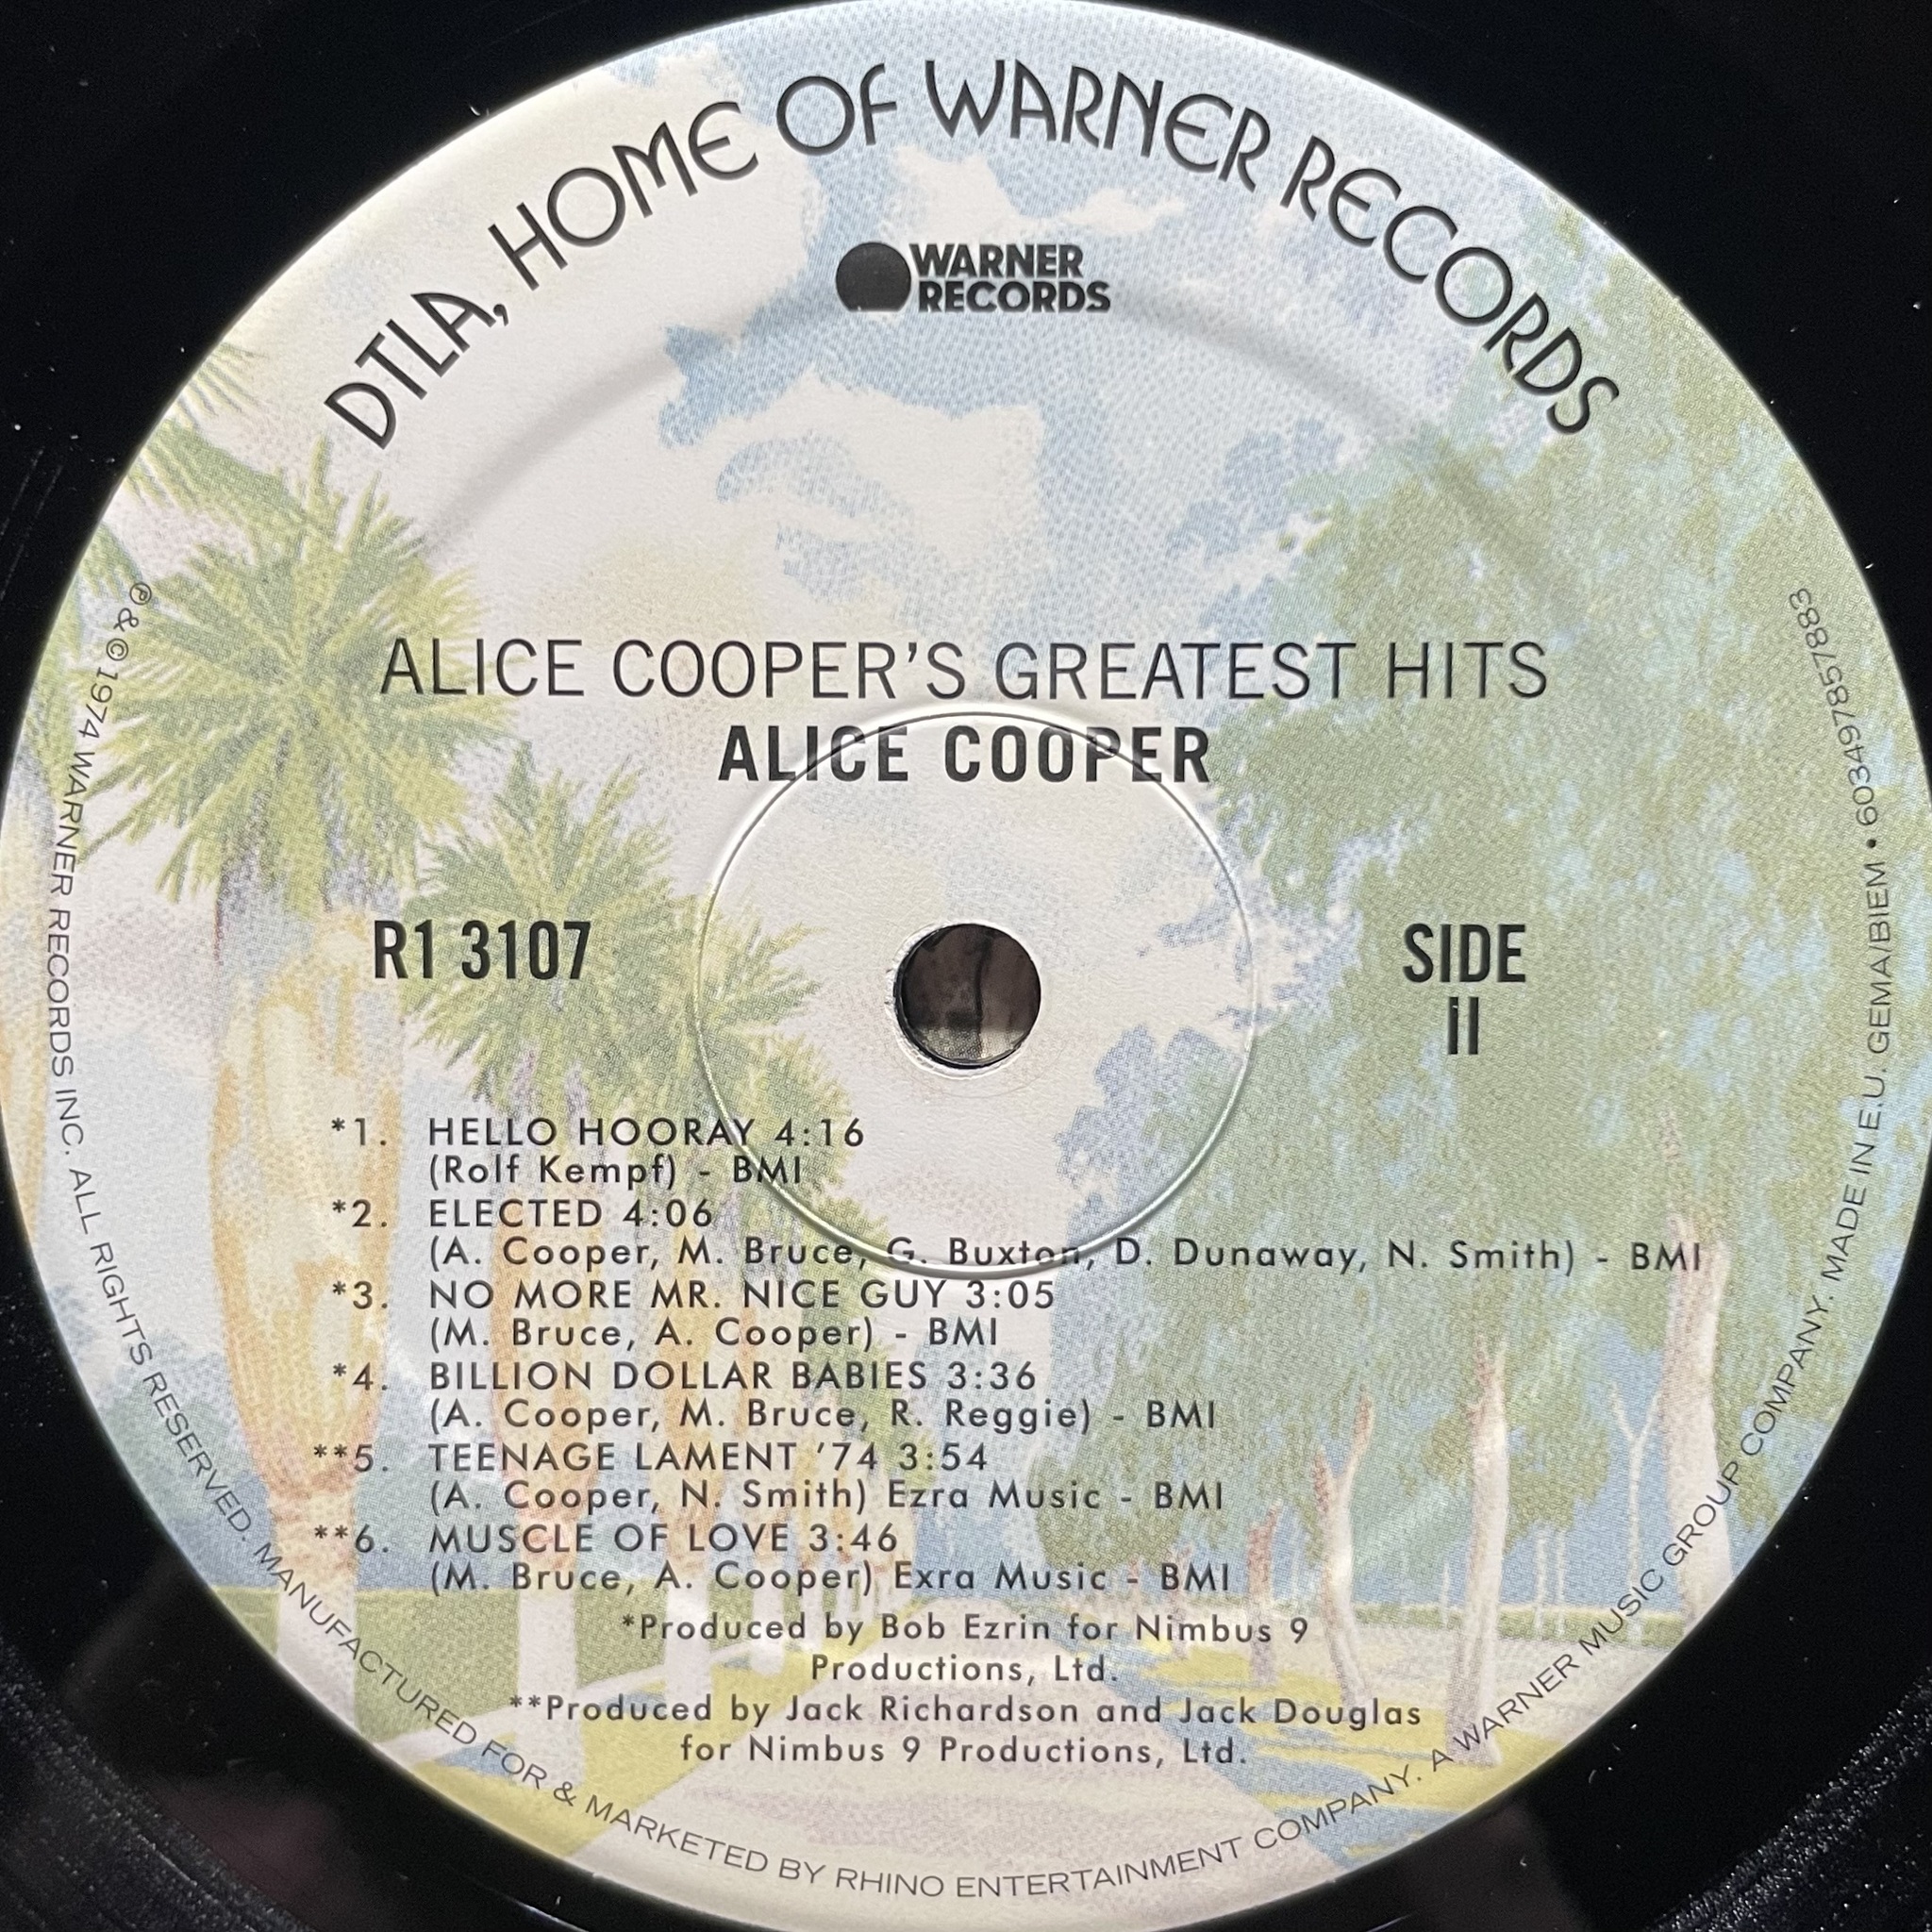 DTLA, HOME OF WARNER RECORDS
WARNER
RECORDS
ALICE COOPER'S GREATEST HITS
ALICE COOPER
R1 3107
SIDE
II
*1. HELLO HOORAY 4:16
(Rolf Kempf) - BMI
*2. ELECTED 4:06
(A. Cooper, M. Bruce, G. Buxton, D. Dunaway, N. Smith) - BMI
*3. NO MORE MR. NICE GUY 3:05
(M. Bruce, A. Cooper) - BMI
*4. BILLION DOLLAR BABIES 3:36
(A. Cooper, M. Bruce, R. Reggie) - BMI
**5. TEENAGE LAMENT '74 3:54
(A. Cooper, N. Smith) Ezra Music - BMI
**6. MUSCLE OF LOVE 3:46
(M. Bruce, A. Cooper) Exra Music - BMI
*Produced by Bob Ezrin for Nimbus 9
Productions, Ltd.
**Produced by Jack Richardson and Jack Douglas
for Nimbus 9 Productions, Ltd.
℗ & © 1974 WARNER RECORDS INC. ALL RIGHTS RESERVED. MANUFACTURED FOR & MARKETED BY RHINO ENTERTAINMENT COMPANY. A WARNER MUSIC GROUP COMPANY. MADE IN E.U. GEMA/BIEM • 603497857883